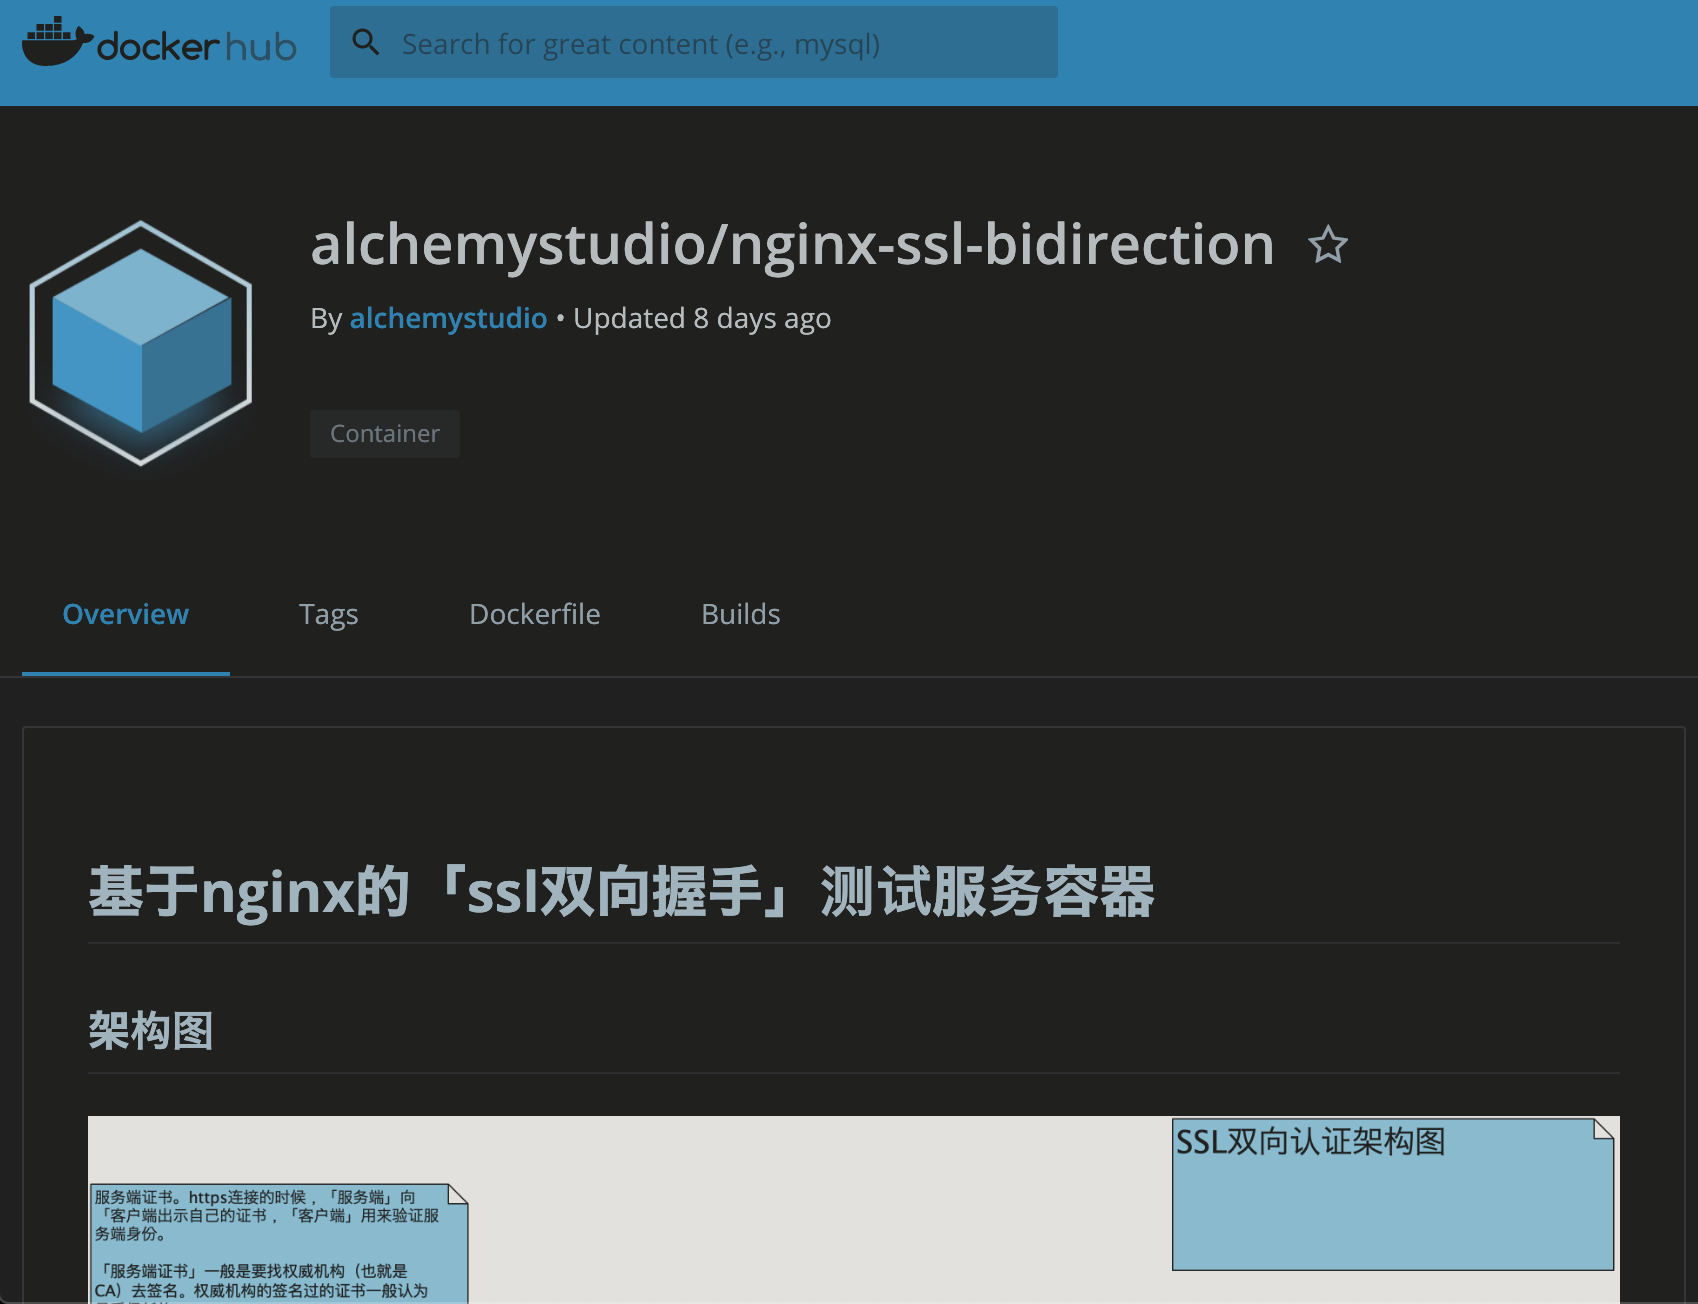 docker hub
Search for great content (e.g., mysql)
alchemystudio/nginx-ssl-bidirection
By alchemystudio • Updated 8 days ago
Container
Overview
Tags
Dockerfile
Builds
基于nginx的「ssl双向握手」测试服务容器
架构图
SSL双向认证架构图
服务端证书。https连接的时候，「服务端」向
「客户端出示自己的证书，「客户端」用来验证服
务端身份。
「服务端证书」一般是要找权威机构（也就是
CA）去签名。权威机构的签名过的证书一般认为